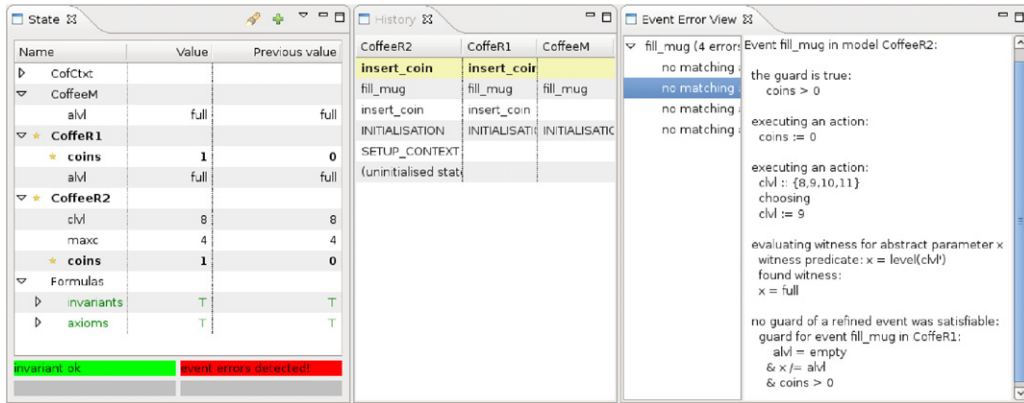 State
Name Value Previous value
CofCtxt
CoffeeM
alvl full full
CoffeR1
coins 1 0
alvl full full
CoffeeR2
clvl 8 8
maxc 4 4
coins 1 0
Formulas
invariants ⊤ ⊤
axioms ⊤ ⊤
invariant ok event errors detected!
History
CoffeeR2 CoffeR1 CoffeeM
insert_coin insert_coin
fill_mug fill_mug fill_mug
insert_coin insert_coin
INITIALISATION INITIALISATI INITIALISATIC
SETUP_CONTEXT
(uninitialised state
Event Error View
fill_mug (4 errors
no matching
no matching
no matching
no matching
Event fill_mug in model CoffeeR2:
the guard is true:
coins > 0
executing an action:
coins := 0
executing an action:
clvl :: {8,9,10,11}
choosing
clvl := 9
evaluating witness for abstract parameter x
witness predicate: x = level(clvl')
found witness:
x = full
no guard of a refined event was satisfiable:
guard for event fill_mug in CoffeR1:
alvl = empty
& x /= alvl
& coins > 0